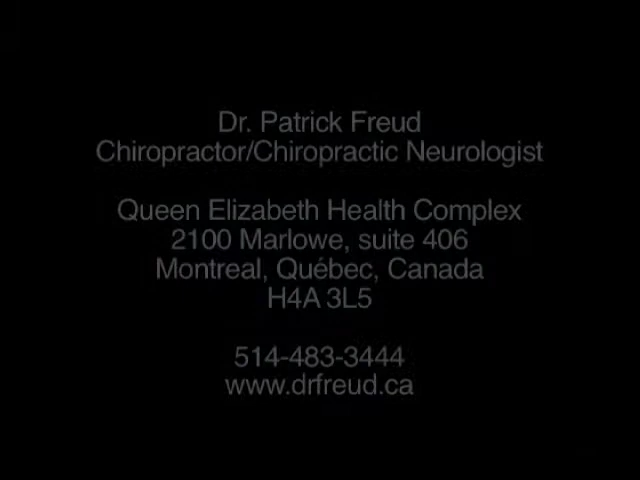 Dr. Patrick Freud
Chiropractor/Chiropractic Neurologist
Queen Elizabeth Health Complex
2100 Marlowe, suite 406
Montreal, Québec, Canada
H4A 3L5
514-483-3444
www.drfreud.ca